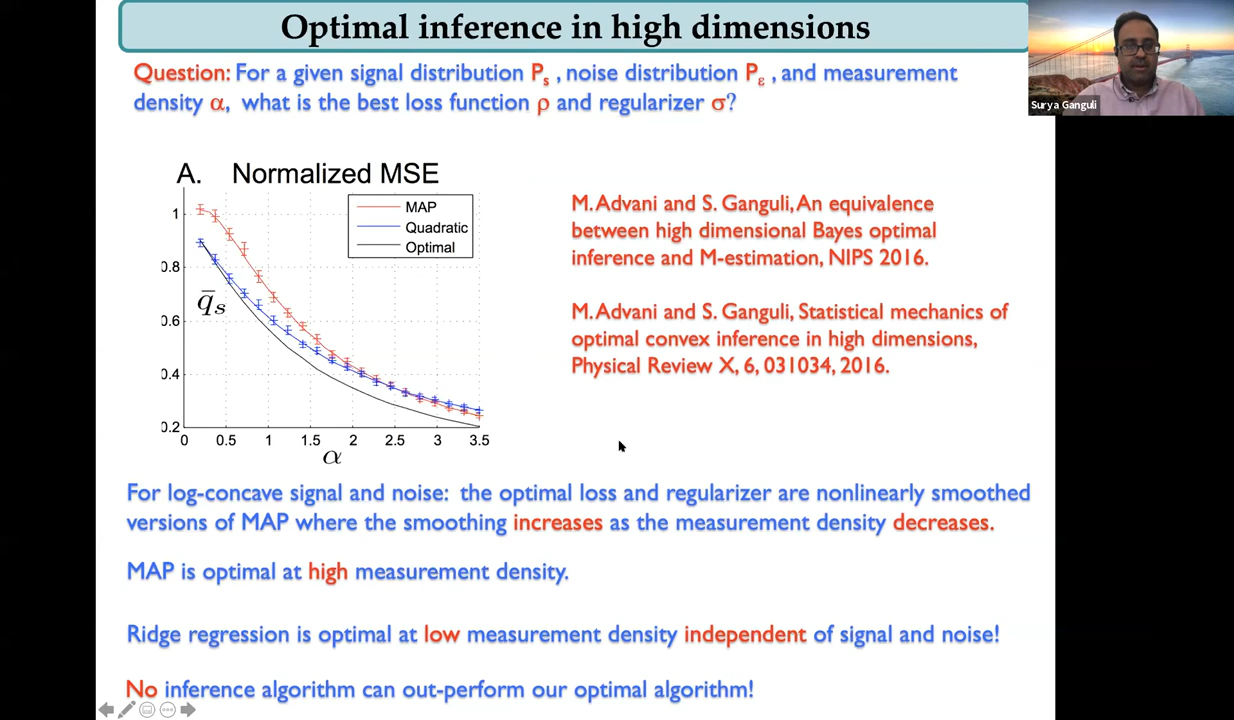 Optimal inference in high dimensions
Surya Ganguli
Question: For a given signal distribution Pₛ , noise distribution P_ε , and measurement
density α, what is the best loss function ρ and regularizer σ?
A. Normalized MSE
MAP
Quadratic
Optimal
1
0.8
0.6
0.4
0.2
q̄ₛ
0 0.5 1 1.5 2 2.5 3 3.5
α
M. Advani and S. Ganguli, An equivalence
between high dimensional Bayes optimal
inference and M-estimation, NIPS 2016.
M. Advani and S. Ganguli, Statistical mechanics of
optimal convex inference in high dimensions,
Physical Review X, 6, 031034, 2016.
For log-concave signal and noise: the optimal loss and regularizer are nonlinearly smoothed
versions of MAP where the smoothing increases as the measurement density decreases.
MAP is optimal at high measurement density.
Ridge regression is optimal at low measurement density independent of signal and noise!
No inference algorithm can out-perform our optimal algorithm!